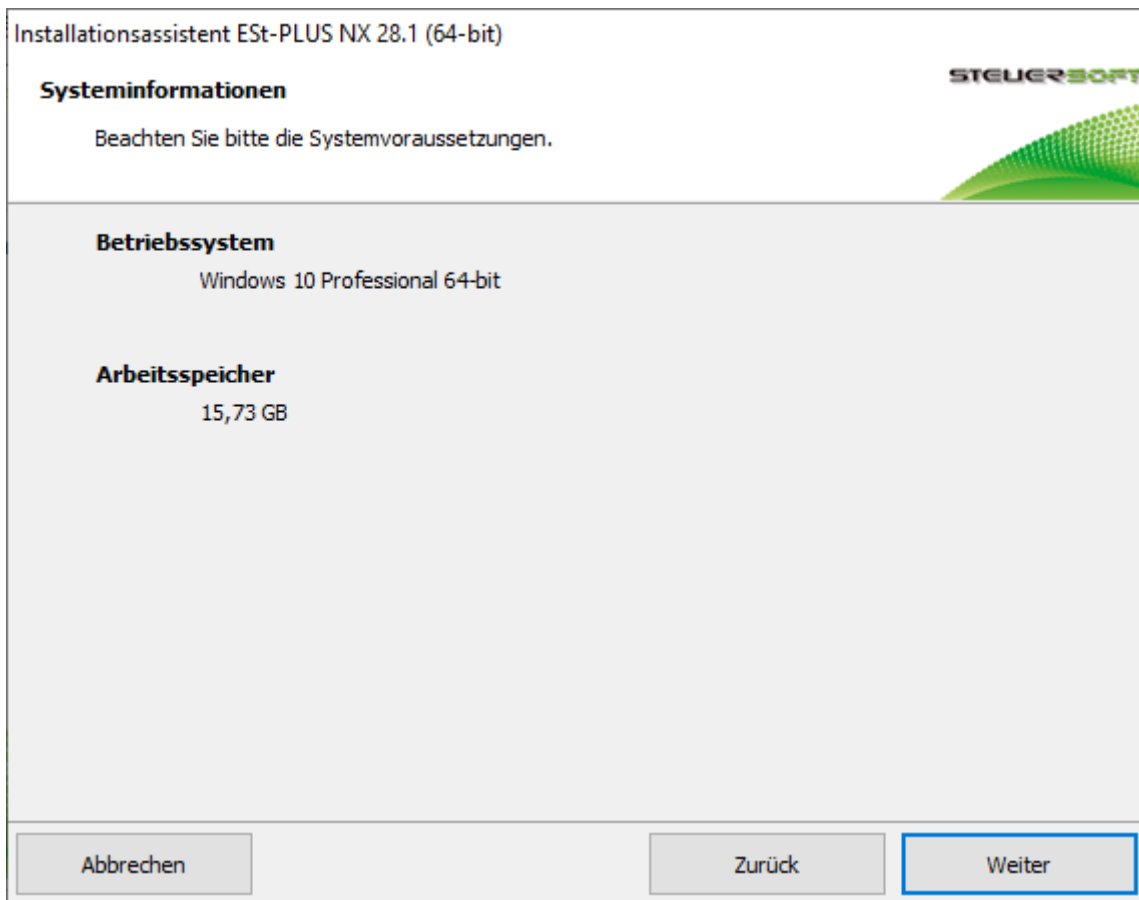 Installationsassistent ESt-PLUS NX 28.1 (64-bit)
STEUERSOFT
Systeminformationen
Beachten Sie bitte die Systemvoraussetzungen.
Betriebssystem
Windows 10 Professional 64-bit
Arbeitsspeicher
15,73 GB
Abbrechen
Zurück
Weiter